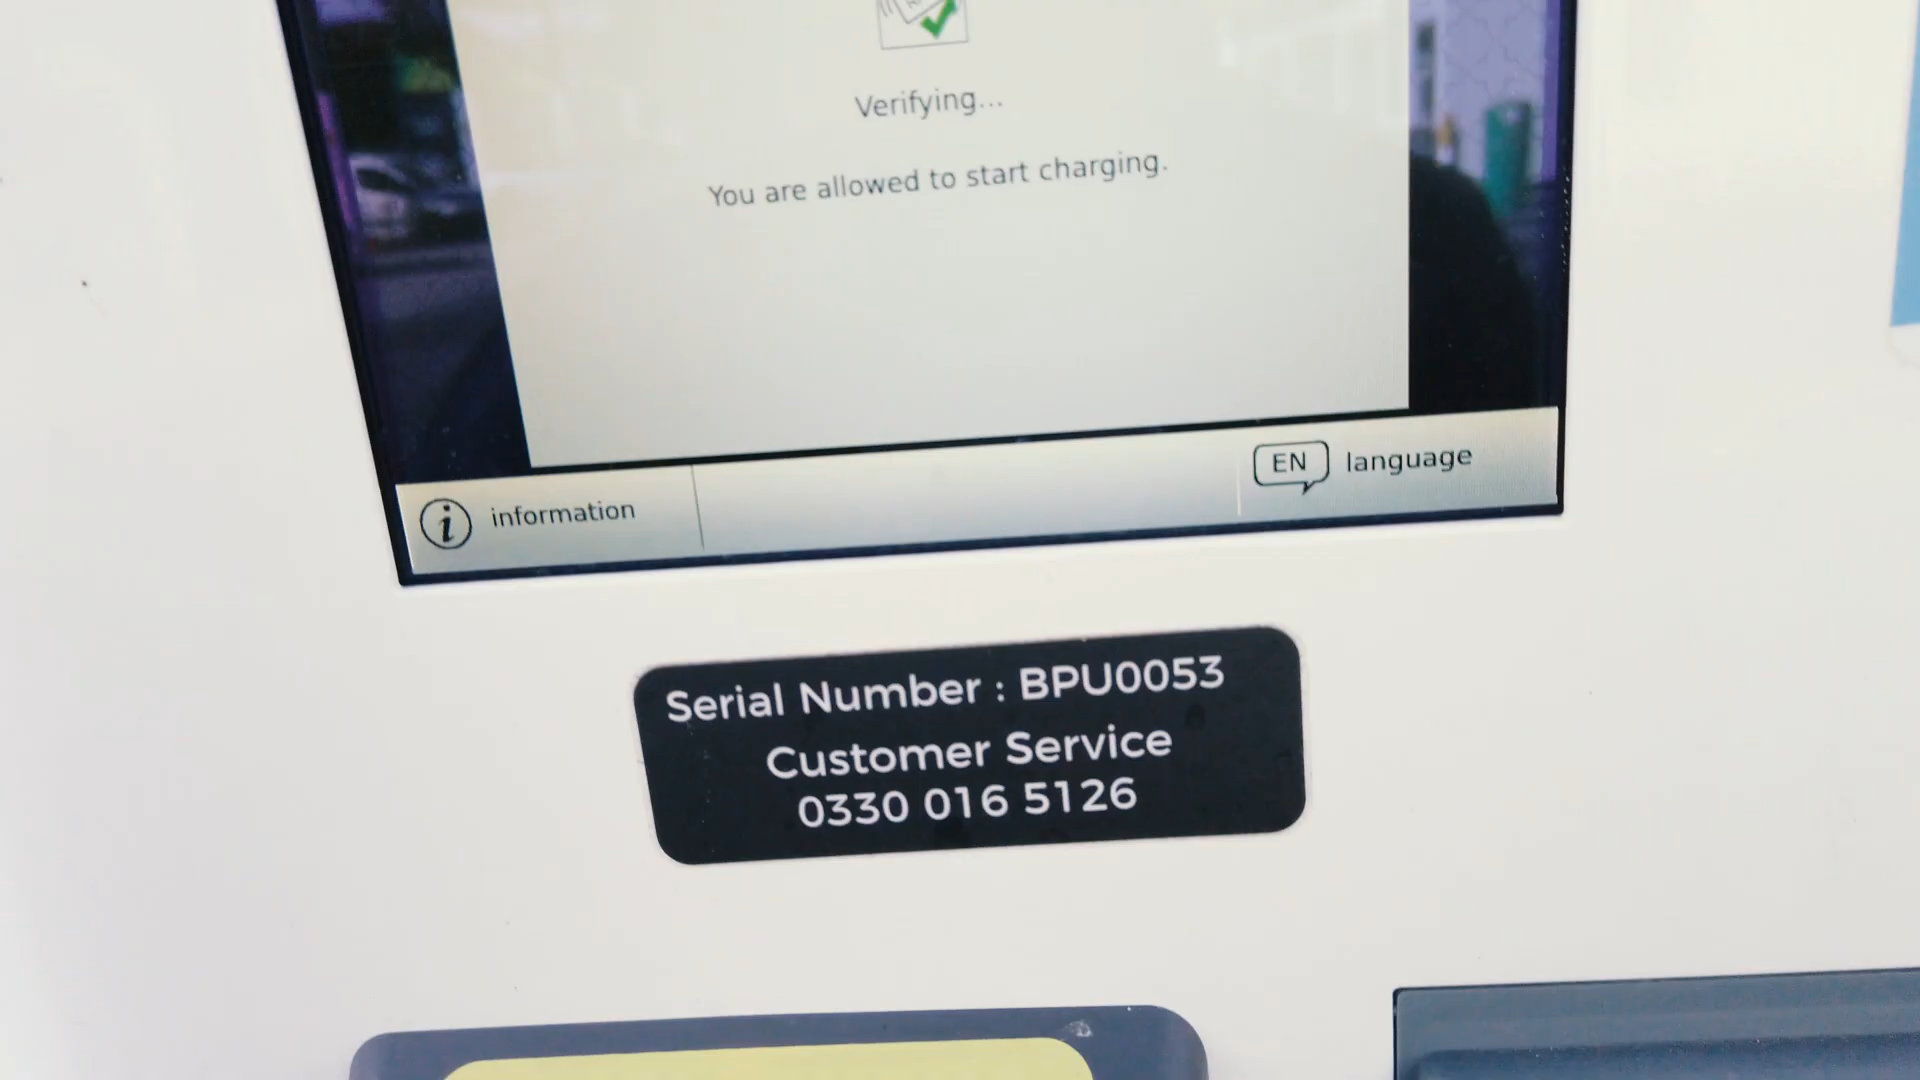 Verifying...
You are allowed to start charging.
i information
EN language
Serial Number : BPU0053
Customer Service
0330 016 5126